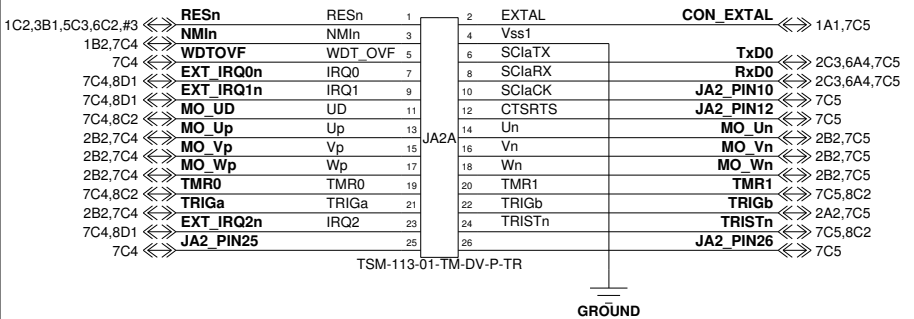 RESn RESn 1 2 EXTAL CON_EXTAL
1C2,3B1,5C3,6C2,#3 1A1,7C5
NMIn NMIn 3 4 Vss1
1B2,7C4
WDTOVF WDT_OVF 5 6 SCIaTX TxD0
7C4 2C3,6A4,7C5
EXT_IRQ0n IRQ0 7 8 SCIaRX RxD0
7C4,8D1 2C3,6A4,7C5
EXT_IRQ1n IRQ1 9 10 SCIaCK JA2_PIN10
7C4,8D1 7C5
MO_UD UD 11 12 CTSRTS JA2_PIN12
7C4,8C2 7C5
MO_Up Up 13 14 Un MO_Un
2B2,7C4 JA2A 2B2,7C5
MO_Vp Vp 15 16 Vn MO_Vn
2B2,7C4 2B2,7C5
MO_Wp Wp 17 18 Wn MO_Wn
2B2,7C4 2B2,7C5
TMR0 TMR0 19 20 TMR1 TMR1
7C4,8C2 7C5,8C2
TRIGa TRIGa 21 22 TRIGb TRIGb
2B2,7C4 2A2,7C5
EXT_IRQ2n IRQ2 23 24 TRISTn TRISTn
7C4,8D1 7C5,8C2
JA2_PIN25 25 26 JA2_PIN26
7C4 7C5
TSM-113-01-TM-DV-P-TR
GROUND